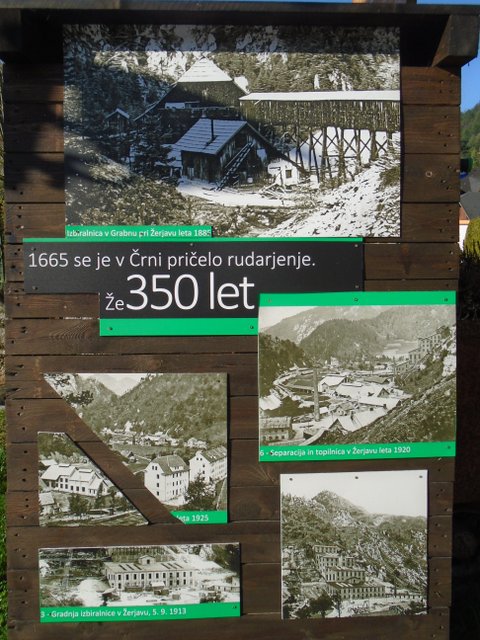 Izbiralnica v Grabnu pri Žerjavu leta 1885
1665 se je v Črni pričelo rudarjenje.
Že 350 let
6 - Separacija in topilnica v Žerjavu leta 1920
leta 1925
8 - Gradnja izbiralnice v Žerjavu, 5. 9. 1913